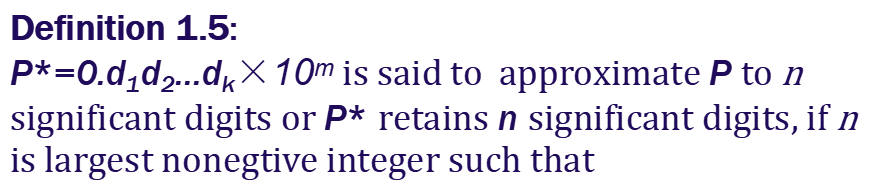 Definition 1.5:
P*=0.d₁d₂...dₖ×10ᵐ is said to approximate P to n
significant digits or P* retains n significant digits, if n
is largest nonegtive integer such that